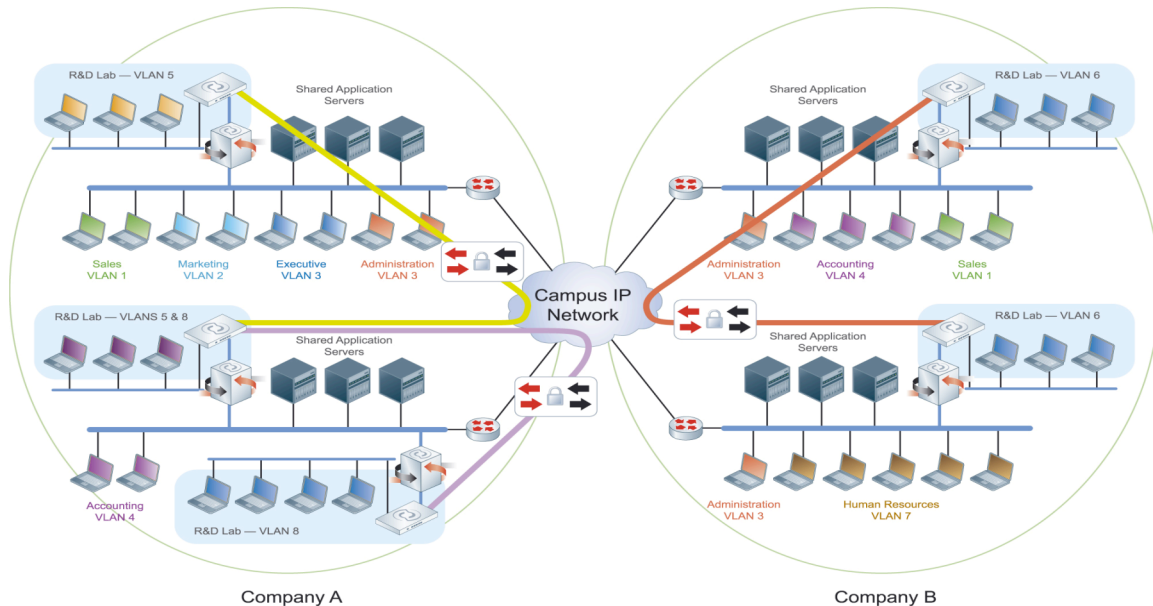 R&D Lab — VLAN 5
Shared Application
Servers
Sales
VLAN 1
Marketing
VLAN 2
Executive
VLAN 3
Administration
VLAN 3
R&D Lab — VLANS 5 & 8
Shared Application
Servers
Accounting
VLAN 4
R&D Lab — VLAN 8
Campus IP
Network
Shared Application
Servers
R&D Lab — VLAN 6
Administration
VLAN 3
Accounting
VLAN 4
Sales
VLAN 1
Shared Application
Servers
R&D Lab — VLAN 6
Administration
VLAN 3
Human Resources
VLAN 7
Company A
Company B